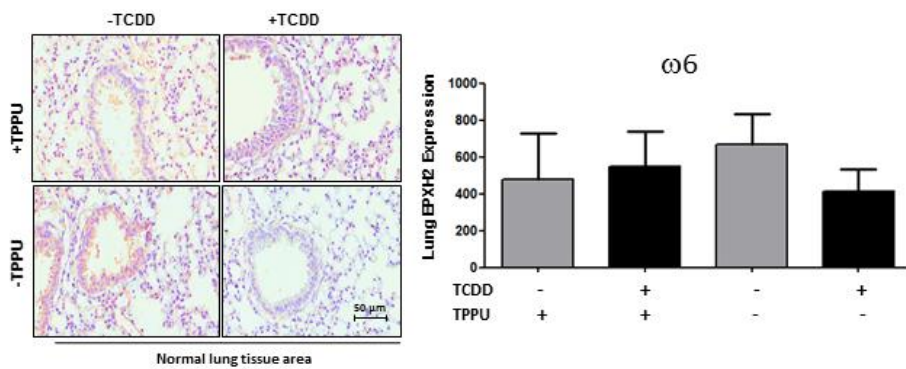 -TCDD +TCDD
+TPPU
-TPPU
50 µm
Normal lung tissue area
ω6
Lung EPXH2 Expression
1000
800
600
400
200
0
TCDD - + - +
TPPU + + - -